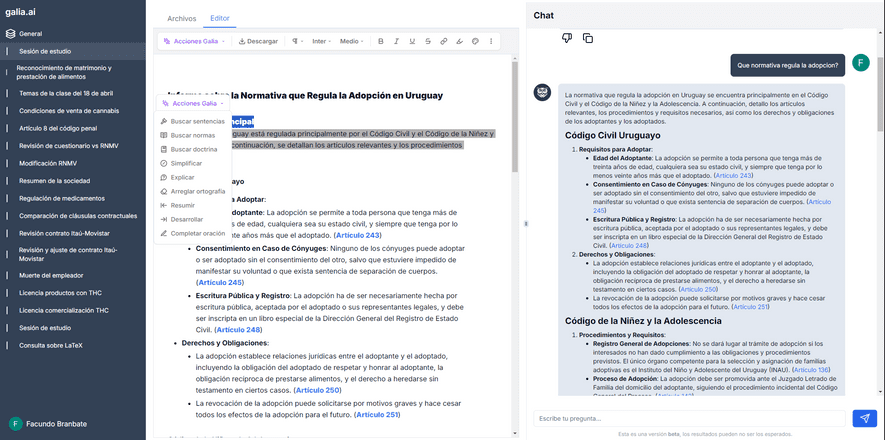 galia.ai
General
Sesión de estudio
Reconocimiento de matrimonio y
prestación de alimentos
Temas de la clase del 18 de abril
Condiciones de venta de cannabis
Artículo 8 del código penal
Revisión de cuestionario vs RNMV
Modificación RNMV
Resumen de la sociedad
Regulación de medicamentos
Comparación de cláusulas contractuales
Revisión contrato Itaú-Movistar
Revisión y ajuste de contrato Itaú-
Movistar
Muerte del empleador
Licencia productos con THC
Licencia comercialización THC
Sesión de estudio
Consulta sobre LaTeX
F
Facundo Branbate
Archivos
Editor
Acciones Galia
Descargar
Inter
Medio
B
I
U
S
la Normativa que Regula la Adopción en Uruguay
Acciones Galia
Buscar sentencias
Buscar normas
Buscar doctrina
Simplificar
Explicar
Arreglar ortografía
Resumir
Desarrollar
Completar oración
ncipal
guay está regulada principalmente por el Código Civil y el Código de la Niñez y
continuación, se detallan los artículos relevantes y los procedimientos
ayo
a Adoptar:
doptante: La adopción se permite a toda persona que tenga más de
de edad, cualquiera sea su estado civil, y siempre que tenga por lo
te años más que el adoptado. (Artículo 243)
Consentimiento en Caso de Cónyuges: Ninguno de los cónyuges puede adoptar
o ser adoptado sin el consentimiento del otro, salvo que estuviere impedido de
manifestar su voluntad o que exista sentencia de separación de cuerpos.
(Artículo 245)
Escritura Pública y Registro: La adopción ha de ser necesariamente hecha por
escritura pública, aceptada por el adoptado o sus representantes legales, y debe
ser inscripta en un libro especial de la Dirección General del Registro de Estado
Civil. (Artículo 248)
Derechos y Obligaciones:
La adopción establece relaciones jurídicas entre el adoptante y el adoptado,
incluyendo la obligación del adoptado de respetar y honrar al adoptante, la
obligación recíproca de prestarse alimentos, y el derecho a heredarse sin
testamento en ciertos casos. (Artículo 250)
La revocación de la adopción puede solicitarse por motivos graves y hace cesar
todos los efectos de la adopción para el futuro. (Artículo 251)
Chat
Que normativa regula la adopcion?
F
La normativa que regula la adopción en Uruguay se encuentra principalmente en el Código
Civil y el Código de la Niñez y la Adolescencia. A continuación, se detallan los artículos
relevantes, los procedimientos y requisitos necesarios, así como los derechos y obligaciones
de los adoptantes y los adoptados.
Código Civil Uruguayo
1. Requisitos para Adoptar:
Edad del Adoptante: La adopción se permite a toda persona que tenga más de
treinta años de edad, cualquiera sea su estado civil, y siempre que tenga por lo
menos veinte años más que el adoptado. (Artículo 243)
Consentimiento en Caso de Cónyuges: Ninguno de los cónyuges puede adoptar o
ser adoptado sin el consentimiento del otro, salvo que estuviere impedido de
manifestar su voluntad o que exista sentencia de separación de cuerpos. (Artículo
245)
Escritura Pública y Registro: La adopción ha de ser necesariamente hecha por
escritura pública, aceptada por el adoptado o sus representantes legales, y debe
ser inscripta en un libro especial de la Dirección General del Registro de Estado
Civil. (Artículo 248)
2. Derechos y Obligaciones:
La adopción establece relaciones jurídicas entre el adoptante y el adoptado,
incluyendo la obligación del adoptado de respetar y honrar al adoptante, la
obligación recíproca de prestarse alimentos, y el derecho a heredarse sin
testamento en ciertos casos. (Artículo 250)
La revocación de la adopción puede solicitarse por motivos graves y hace cesar
todos los efectos de la adopción para el futuro. (Artículo 251)
Código de la Niñez y la Adolescencia
1. Procedimientos y Requisitos:
Registro General de Adopciones: No se dará lugar al trámite de adopción si los
interesados no han dado cumplimiento a las obligaciones y procedimientos
previstos. El único órgano competente para la selección y asignación de familias
adoptivas es el Instituto del Niño y Adolescente del Uruguay (INAU). (Artículo 136)
Proceso de Adopción: La adopción debe ser promovida ante el Juzgado Letrado de
Familia del domicilio del adoptante, siguiendo el procedimiento del Código
Escribe tu pregunta...
Esta es una versión beta, los resultados pueden no ser los esperados.